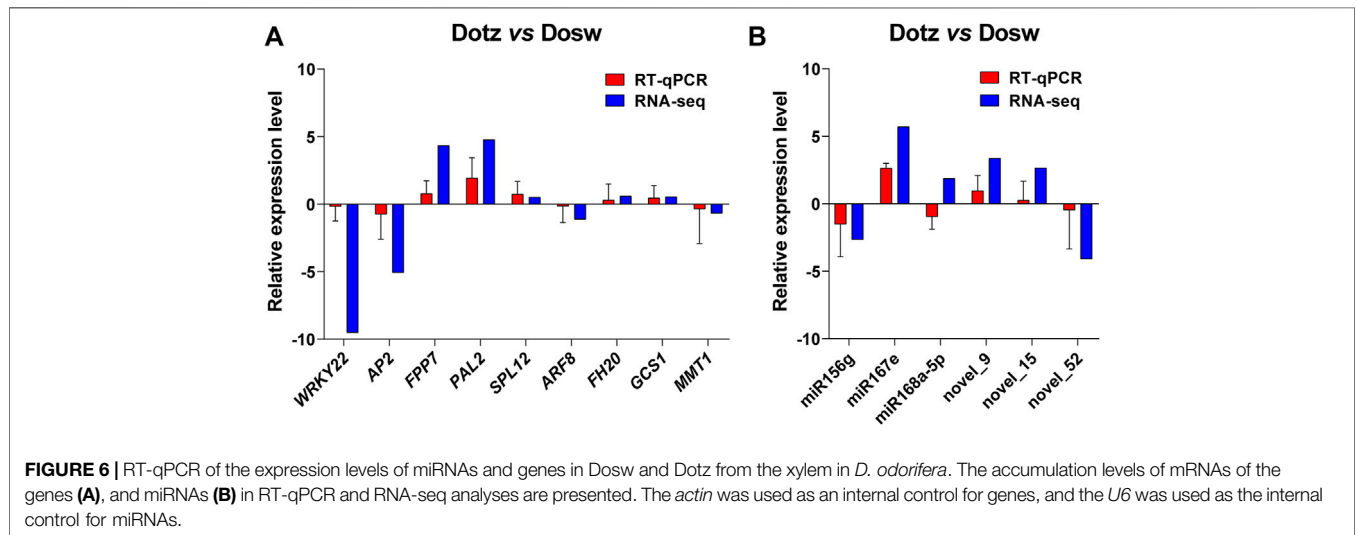 A Dotz vs Dosw
RT-qPCR
RNA-seq
Relative expression level
10
5
0
-5
-10
WRKY22
AP2
FPP7
PAL2
SPL12
ARF8
FH20
GCS1
MMT1
B Dotz vs Dosw
RT-qPCR
RNA-seq
Relative expression level
10
5
0
-5
-10
miR156g
miR167e
miR168a-5p
novel_9
novel_15
novel_52
FIGURE 6 | RT-qPCR of the expression levels of miRNAs and genes in Dosw and Dotz from the xylem in D. odorifera. The accumulation levels of mRNAs of the
genes (A), and miRNAs (B) in RT-qPCR and RNA-seq analyses are presented. The actin was used as an internal control for genes, and the U6 was used as the internal
control for miRNAs.